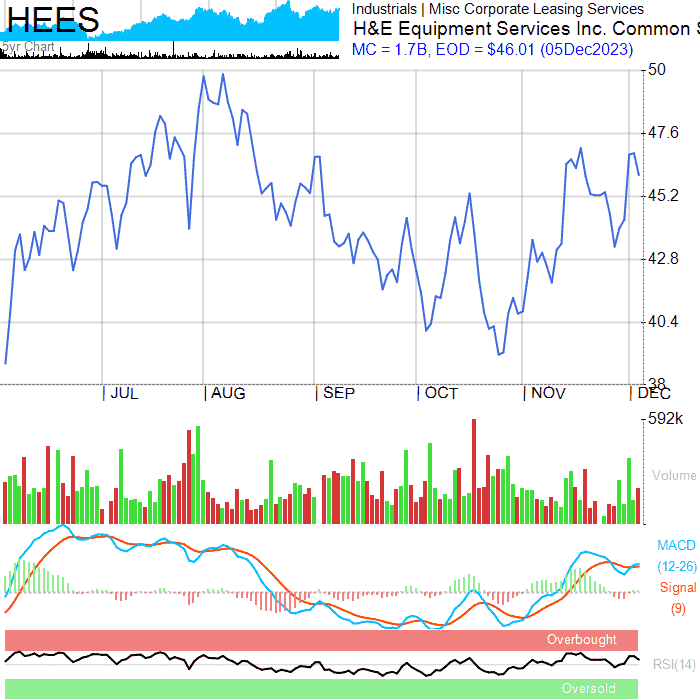 HEES
5yr Chart
Industrials | Misc Corporate Leasing Services
H&E Equipment Services Inc. Common S
MC = 1.7B, EOD = $46.01 (05Dec2023)
50
47.6
45.2
42.8
40.4
38
| JUL | AUG | SEP | OCT | NOV | DEC
592k
Volume
MACD
(12-26)
Signal
(9)
Overbought
RSI(14)
Oversold